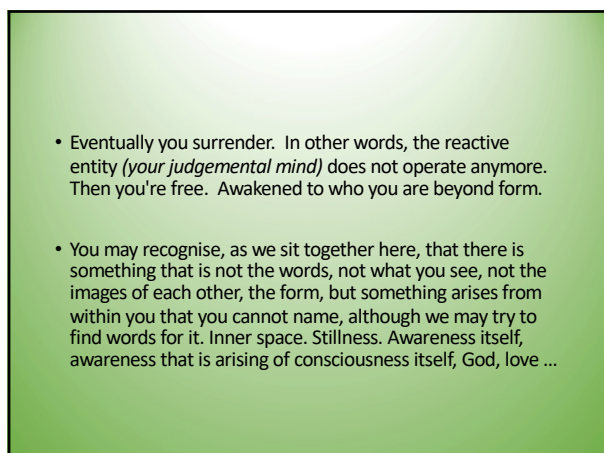 • Eventually you surrender.  In other words, the reactive
entity (your judgemental mind) does not operate anymore.
Then you're free.  Awakened to who you are beyond form.
• You may recognise, as we sit together here, that there is
something that is not the words, not what you see, not the
images of each other, the form, but something arises from
within you that you cannot name, although we may try to
find words for it. Inner space. Stillness. Awareness itself,
awareness that is arising of consciousness itself, God, love ...